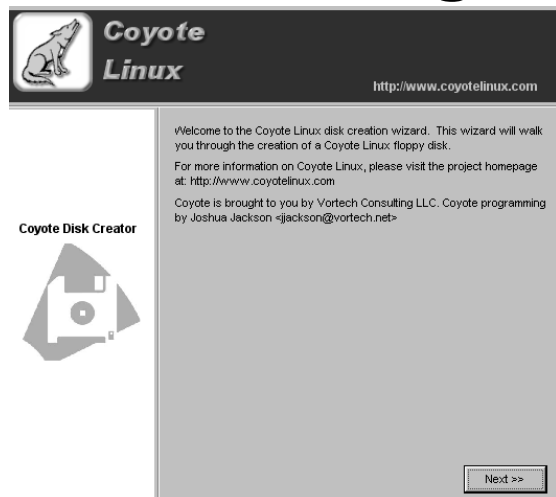 Coyote
Linux
http://www.coyotelinux.com
Welcome to the Coyote Linux disk creation wizard. This wizard will walk
you through the creation of a Coyote Linux floppy disk.
For more information on Coyote Linux, please visit the project homepage
at: http://www.coyotelinux.com
Coyote is brought to you by Vortech Consulting LLC. Coyote programming
by Joshua Jackson <jjackson@vortech.net>
Coyote Disk Creator
Next >>